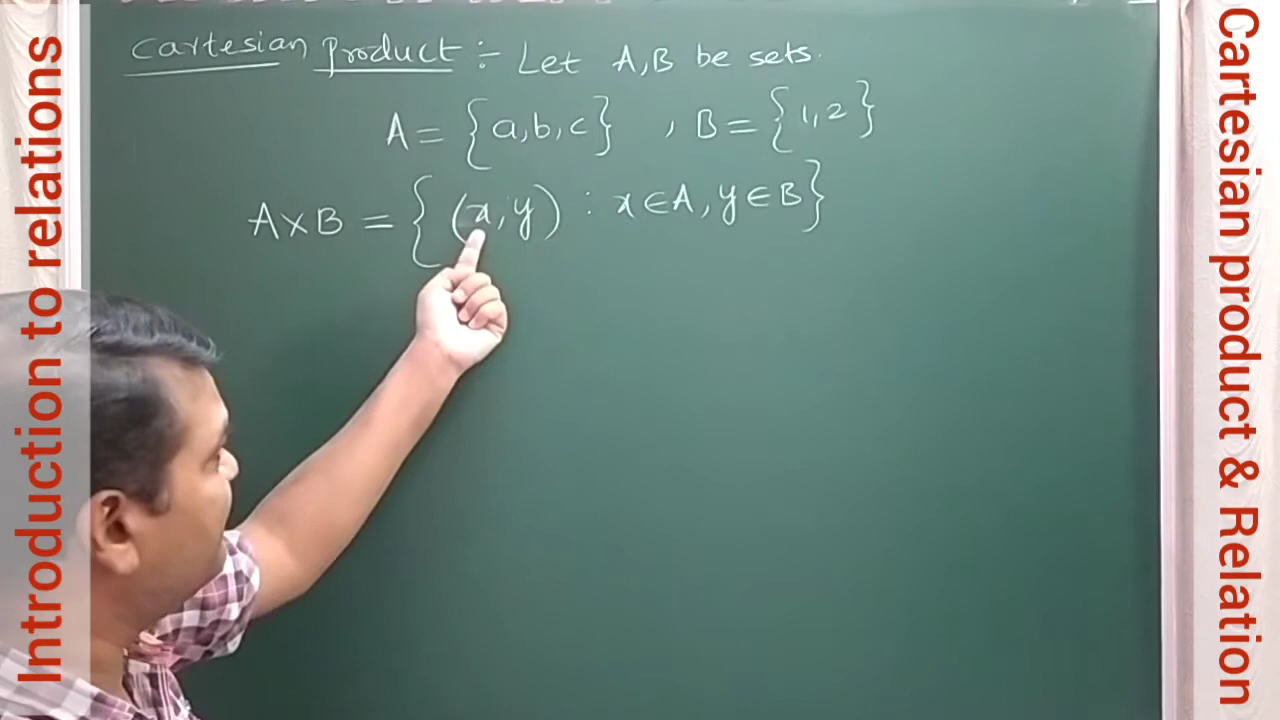 Introduction to relations
Cartesian product :- Let A,B be sets.
A = {a,b,c} , B = {1,2}
A×B = { (x,y) : x∈A, y∈B}
Cartesian product & Relation